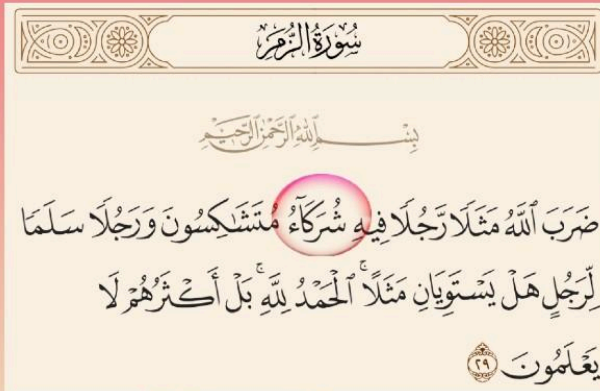 سُورَةُ الزُّمَرِ
بِسْمِ ٱللَّهِ ٱلرَّحْمَٰنِ ٱلرَّحِيمِ
ضَرَبَ ٱللَّهُ مَثَلًا رَّجُلًا فِيهِ شُرَكَآءُ مُتَشَٰكِسُونَ وَرَجُلًا سَلَمًا
لِّرَجُلٍ هَلْ يَسْتَوِيَانِ مَثَلًا ۚ ٱلْحَمْدُ لِلَّهِ ۚ بَلْ أَكْثَرُهُمْ لَا
يَعْلَمُونَ ٢٩